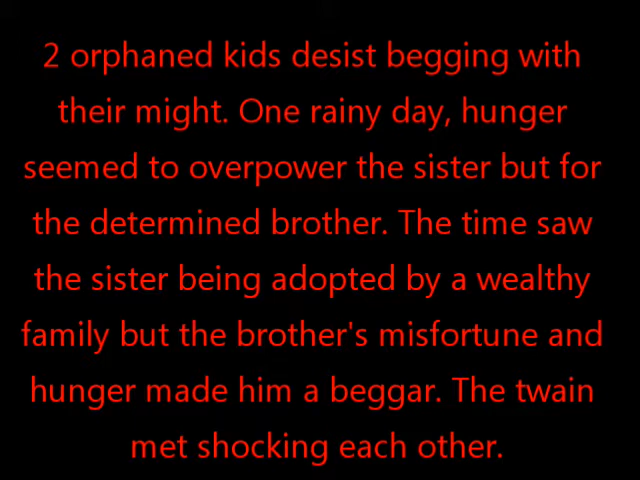 2 orphaned kids desist begging with
their might. One rainy day, hunger
seemed to overpower the sister but for
the determined brother. The time saw
the sister being adopted by a wealthy
family but the brother's misfortune and
hunger made him a beggar. The twain
met shocking each other.